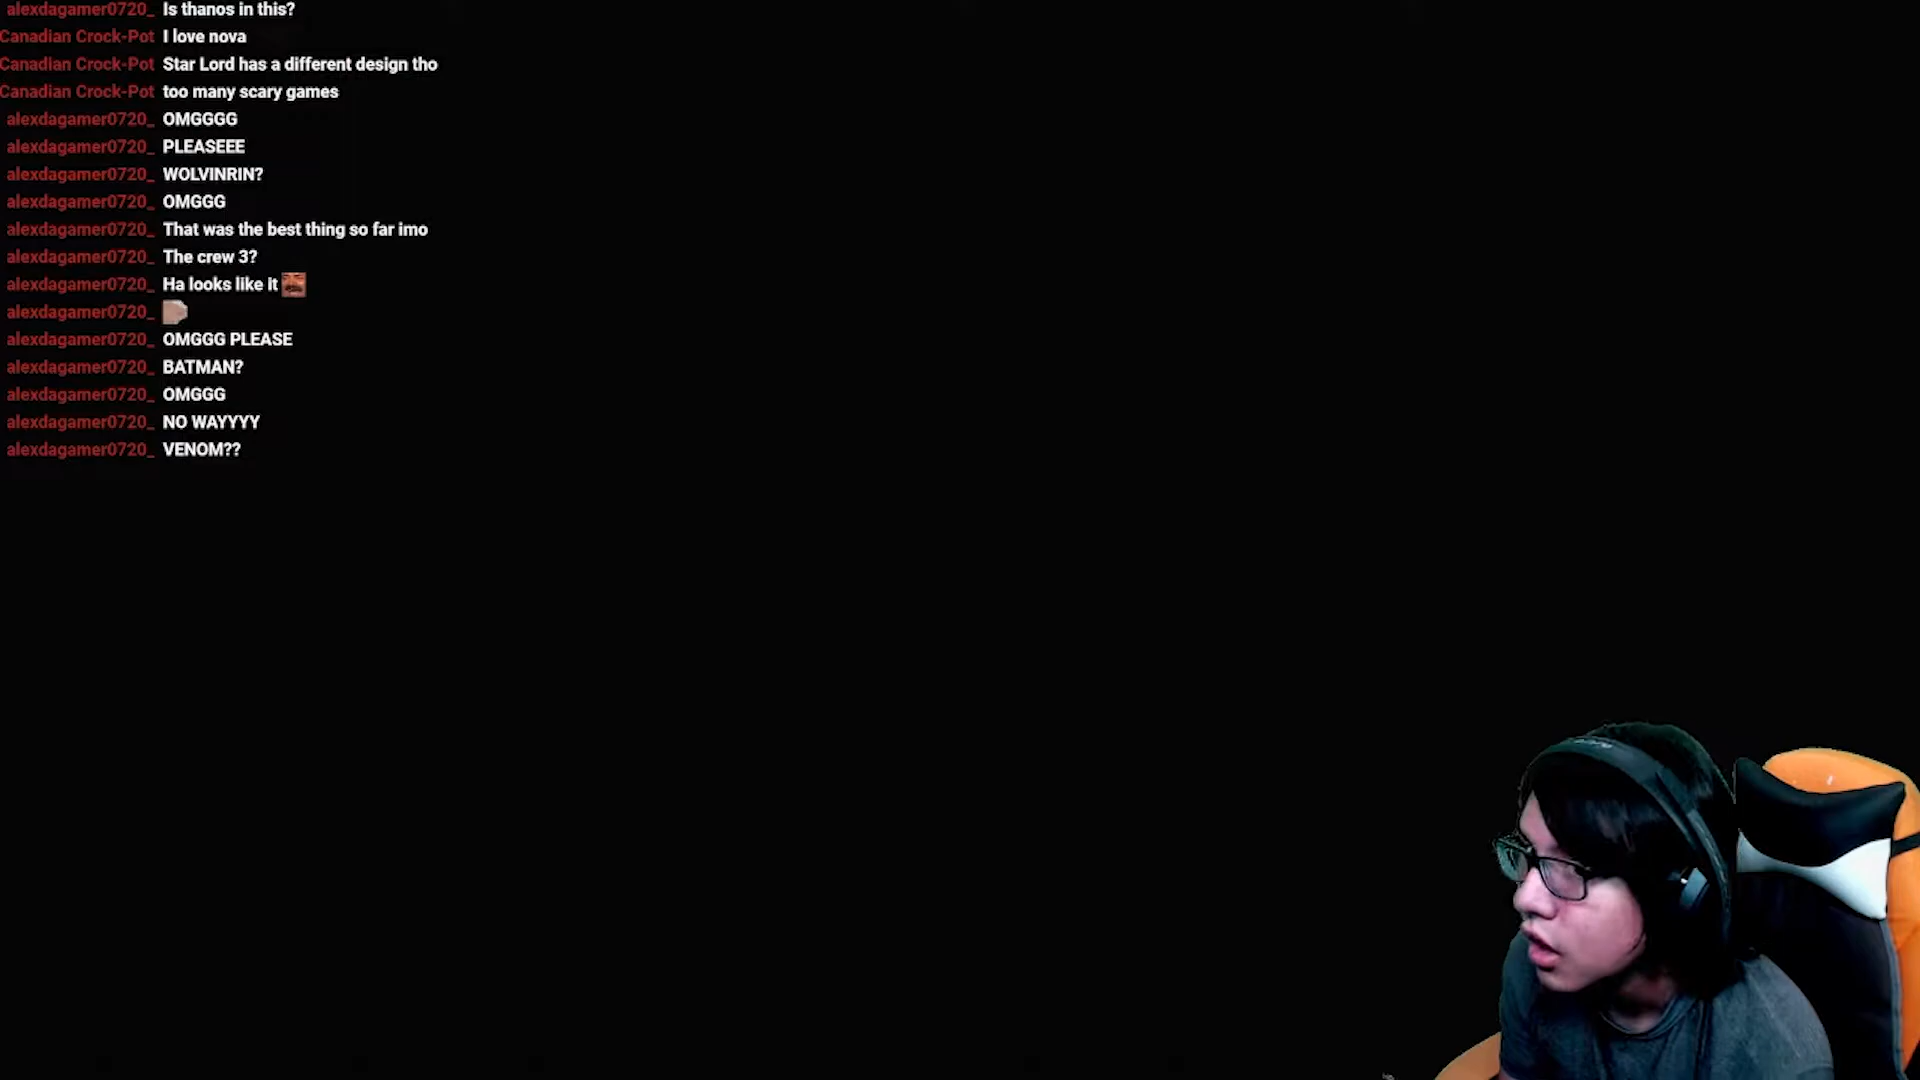 alexdagamer0720_ Is thanos in this?
Canadian Crock-Pot I love nova
Canadian Crock-Pot Star Lord has a different design tho
Canadian Crock-Pot too many scary games
alexdagamer0720_ OMGGGG
alexdagamer0720_ PLEASEEE
alexdagamer0720_ WOLVINRIN?
alexdagamer0720_ OMGGG
alexdagamer0720_ That was the best thing so far imo
alexdagamer0720_ The crew 3?
alexdagamer0720_ Ha looks like it
alexdagamer0720_
alexdagamer0720_ OMGGG PLEASE
alexdagamer0720_ BATMAN?
alexdagamer0720_ OMGGG
alexdagamer0720_ NO WAYYYY
alexdagamer0720_ VENOM??